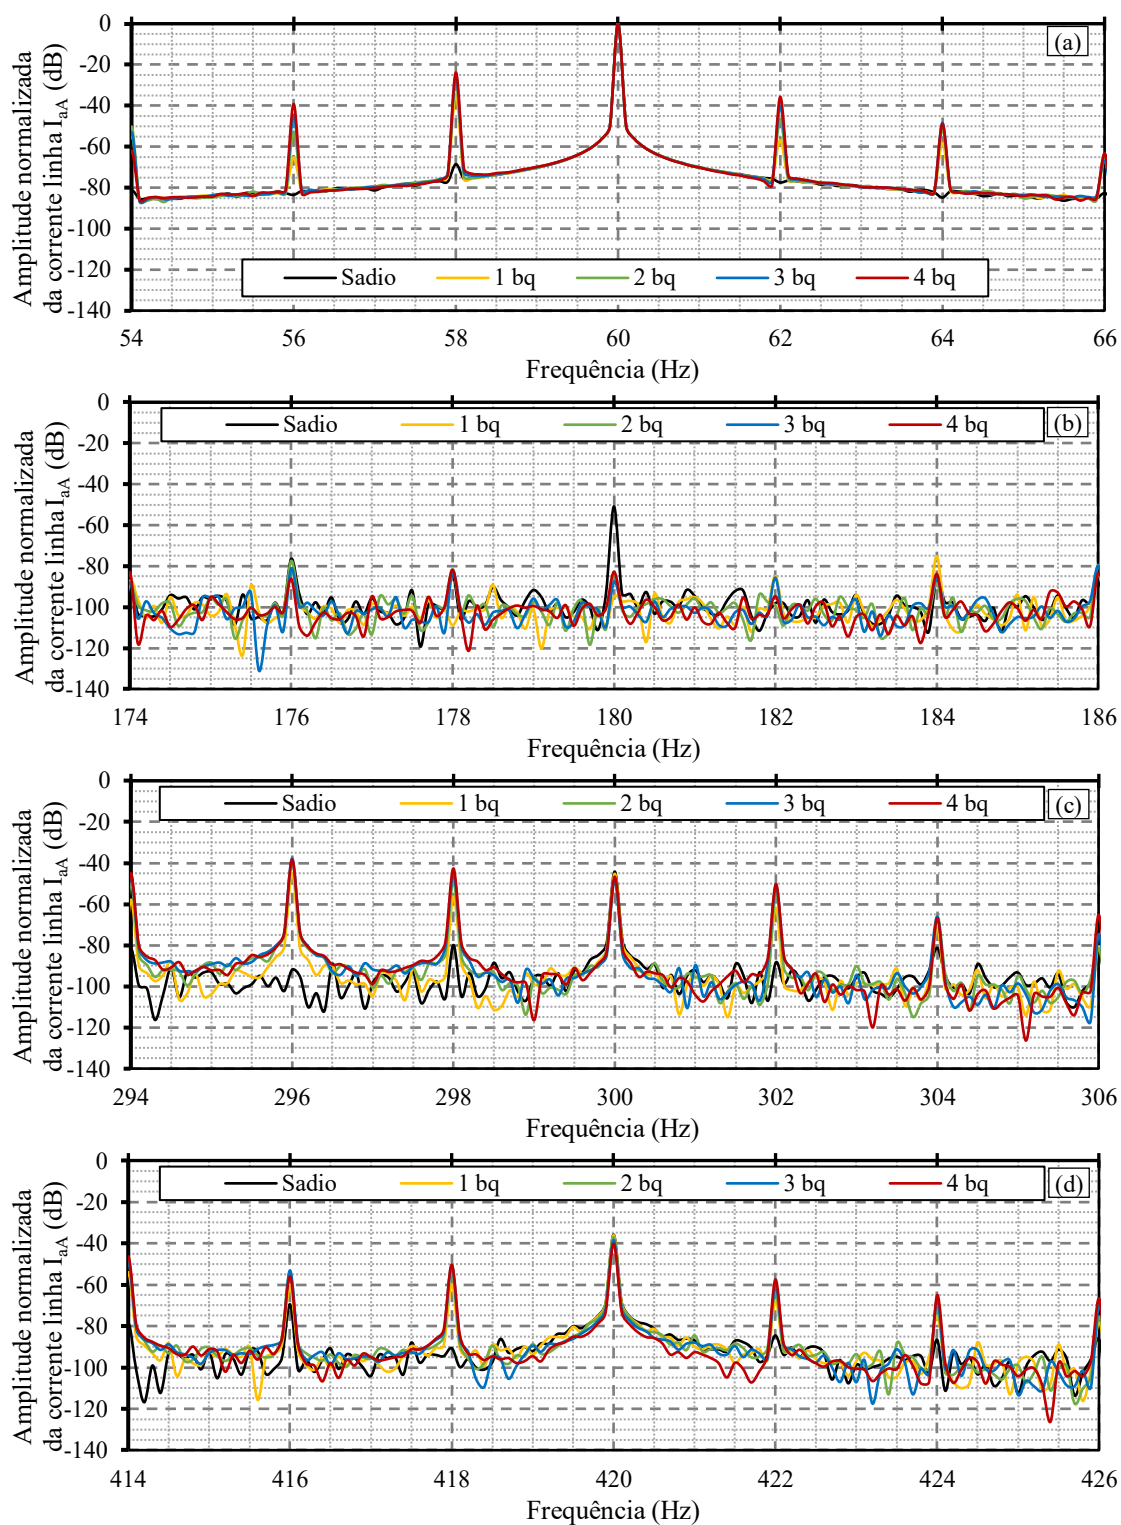 0
-20
-40
-60
-80
-100
-120
-140
Amplitude normalizada
da corrente linha IaA (dB)
(a)
Sadio 1 bq 2 bq 3 bq 4 bq
54 56 58 60 62 64 66
Frequência (Hz)
0
-20
-40
-60
-80
-100
-120
-140
Amplitude normalizada
da corrente linha IaA (dB)
Sadio 1 bq 2 bq 3 bq 4 bq
(b)
174 176 178 180 182 184 186
Frequência (Hz)
0
-20
-40
-60
-80
-100
-120
-140
Amplitude normalizada
da corrente linha IaA (dB)
Sadio 1 bq 2 bq 3 bq 4 bq
(c)
294 296 298 300 302 304 306
Frequência (Hz)
0
-20
-40
-60
-80
-100
-120
-140
Amplitude normalizada
da corrente linha IaA (dB)
Sadio 1 bq 2 bq 3 bq 4 bq
(d)
414 416 418 420 422 424 426
Frequência (Hz)